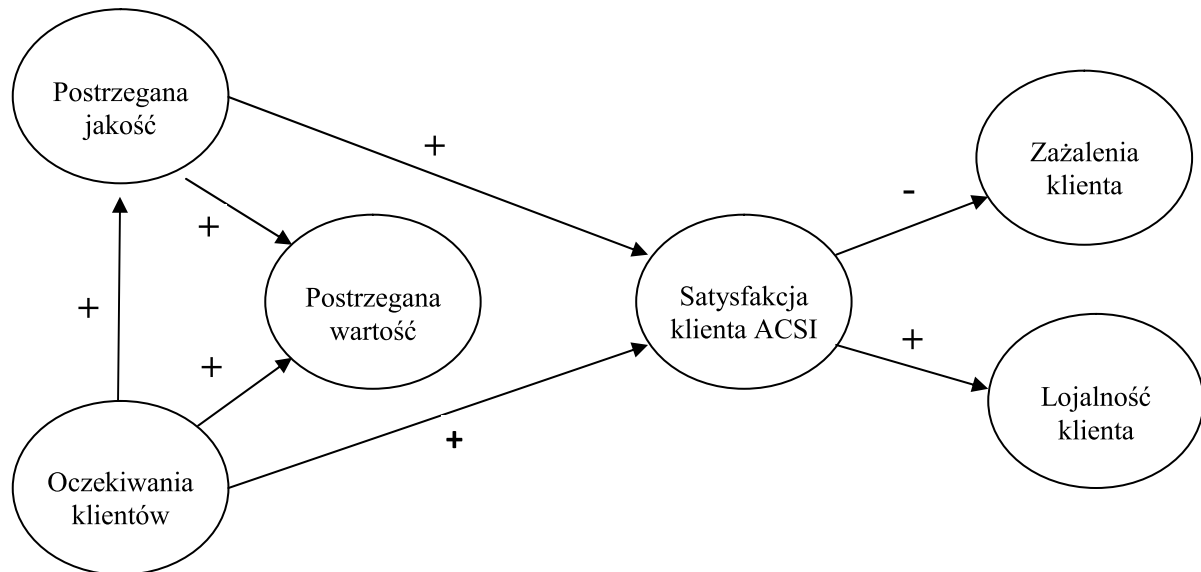 Postrzegana
jakość
+
Zażalenia
klienta
-
+
Postrzegana
wartość
Satysfakcja
klienta ACSI
+
+
+
Lojalność
klienta
+
Oczekiwania
klientów